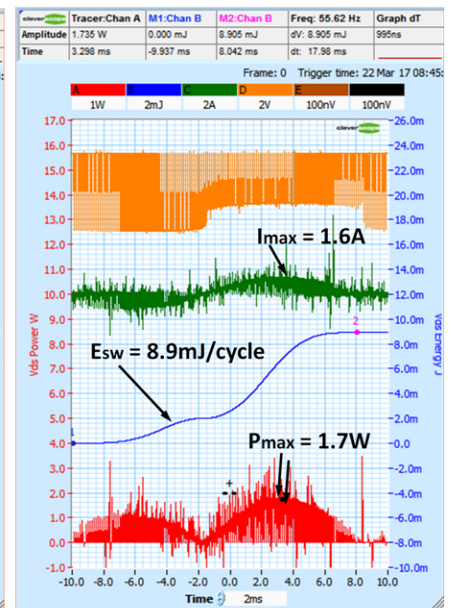 cleverscope Tracer:Chan A M1:Chan B M2:Chan B Freq: 55.62 Hz Graph dT
Amplitude 1.735 W 0.000 mJ 8.905 mJ dV: 8.905 mJ 995ns
Time 3.298 ms -9.937 ms 8.042 ms dt: 17.98 ms
Frame: 0 Trigger time: 22 Mar 17 08:45:
A B C D E
1W 2mJ 2A 2V 100mV 100mV
cleverscope
17.0 26.0m
16.0 24.0m
15.0 22.0m
14.0 20.0m
13.0 18.0m
Imax = 1.6A
12.0 16.0m
11.0 14.0m
10.0 12.0m
9.0 10.0m
2
8.0 8.0m
Esw = 8.9mJ/cycle
7.0 6.0m
6.0 4.0m
5.0 2.0m
1
4.0 0.0
Pmax = 1.7W
3.0 -2.0m
2.0 -4.0m
1.0 -6.0m
0.0 -8.0m
-1.0 -10.0m
Vds Power W
Vds Energy J
-10.0 -8.0 -6.0 -4.0 -2.0 0.0 2.0 4.0 6.0 8.0 10.0
Time 2ms